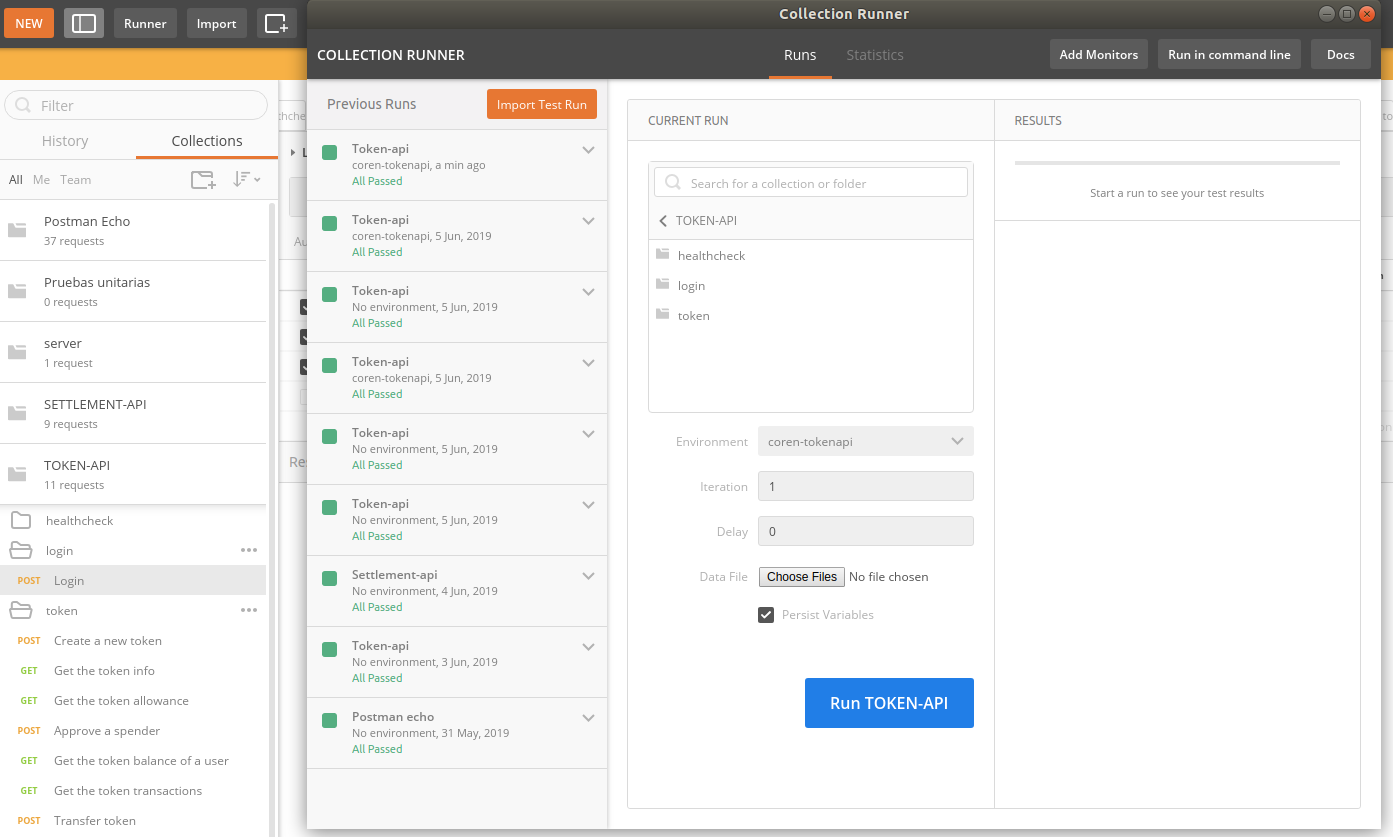 NEW
Runner
Import
Filter
History
Collections
All Me Team
Postman Echo
37 requests
Pruebas unitarias
0 requests
server
1 request
SETTLEMENT-API
9 requests
TOKEN-API
11 requests
healthcheck
login
POST Login
token
POST Create a new token
GET Get the token info
GET Get the token allowance
POST Approve a spender
GET Get the token balance of a user
GET Get the token transactions
POST Transfer token
Collection Runner
COLLECTION RUNNER
Runs
Statistics
Add Monitors
Run in command line
Docs
Previous Runs
Import Test Run
Token-api
coren-tokenapi, a min ago
All Passed
Token-api
coren-tokenapi, 5 Jun, 2019
All Passed
Token-api
No environment, 5 Jun, 2019
All Passed
Token-api
coren-tokenapi, 5 Jun, 2019
All Passed
Token-api
No environment, 5 Jun, 2019
All Passed
Token-api
No environment, 5 Jun, 2019
All Passed
Settlement-api
No environment, 4 Jun, 2019
All Passed
Token-api
No environment, 3 Jun, 2019
All Passed
Postman echo
No environment, 31 May, 2019
All Passed
CURRENT RUN
Search for a collection or folder
TOKEN-API
healthcheck
login
token
Environment coren-tokenapi
Iteration 1
Delay 0
Data File Choose Files No file chosen
Persist Variables
Run TOKEN-API
RESULTS
Start a run to see your test results